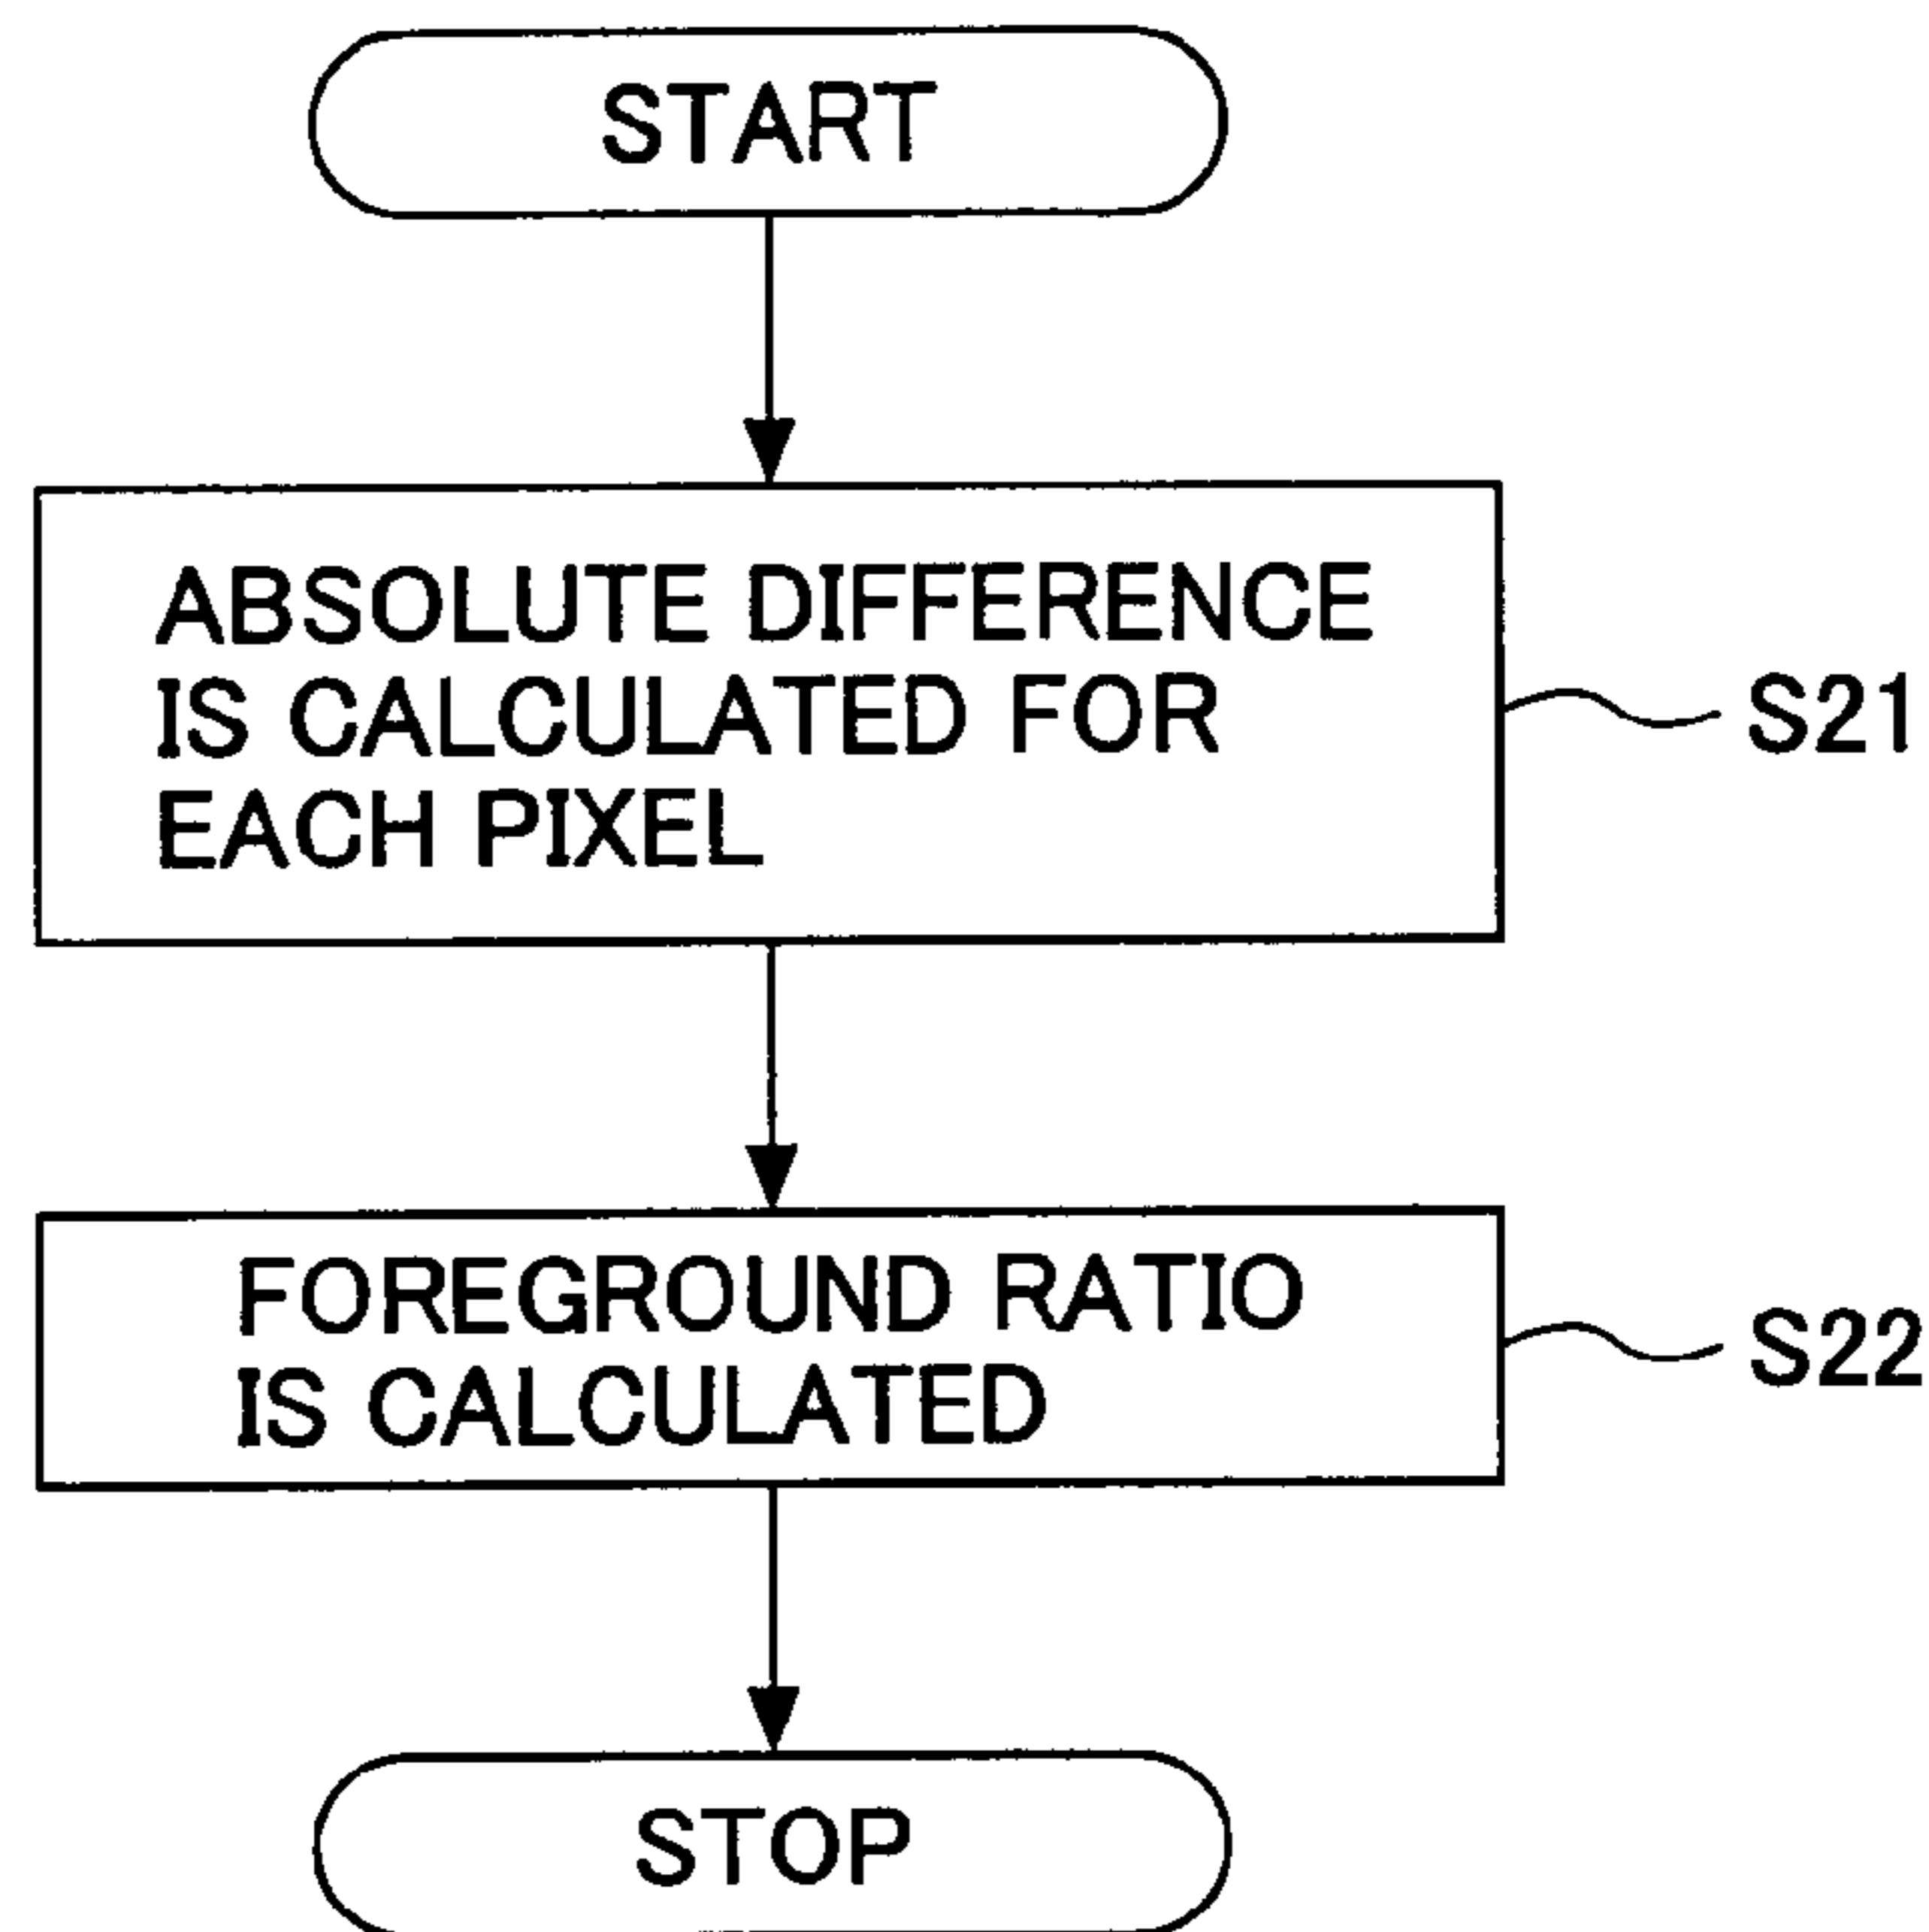 START
ABSOLUTE DIFFERENCE
IS CALCULATED FOR
EACH PIXEL
S21
FOREGROUND RATIO
IS CALCULATED
S22
STOP